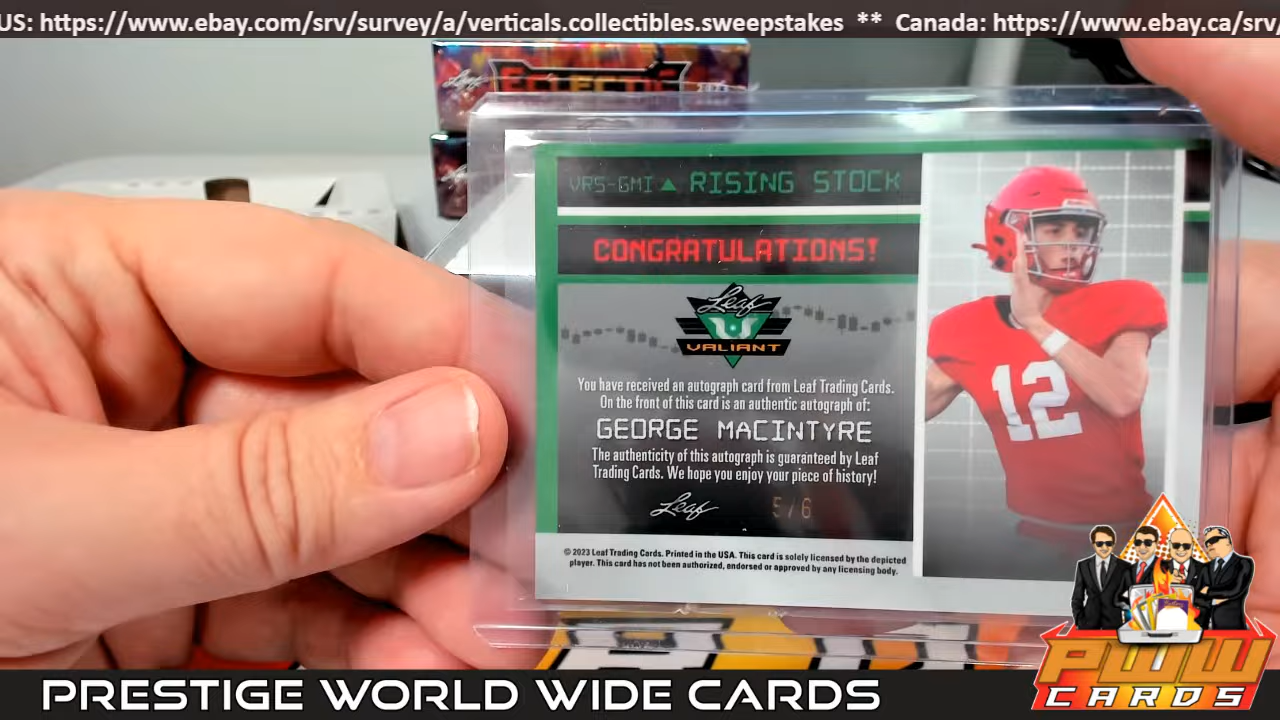 US: https://www.ebay.com/srv/survey/a/verticals.collectibles.sweepstakes ** Canada: https://www.ebay.ca/srv/
Leaf
ECLECTIC
VRS-GMI ▲ RISING STOCK
CONGRATULATIONS!
Leaf
VALIANT
You have received an autograph card from Leaf Trading Cards.
On the front of this card is an authentic autograph of:
GEORGE MACINTYRE
The authenticity of this autograph is guaranteed by Leaf
Trading Cards. We hope you enjoy your piece of history!
Leaf 5/6
© 2023 Leaf Trading Cards. Printed in the USA. This card is solely licensed by the depicted
player. This card has not been authorized, endorsed or approved by any licensing body.
12
PWW
CARDS
PRESTIGE WORLD WIDE CARDS